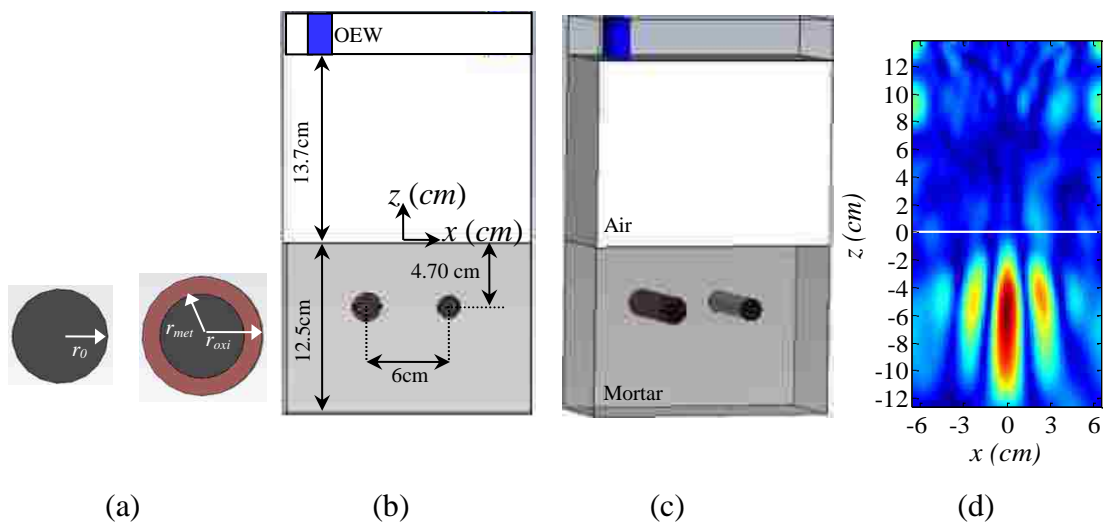 r0
rmet
roxi
(a)
OEW
13.7cm
z (cm)
x (cm)
4.70 cm
12.5cm
6cm
(b)
Air
Mortar
(c)
z (cm)
12
10
8
6
4
2
0
-2
-4
-6
-8
-10
-12
-6 -3 0 3 6
x (cm)
(d)